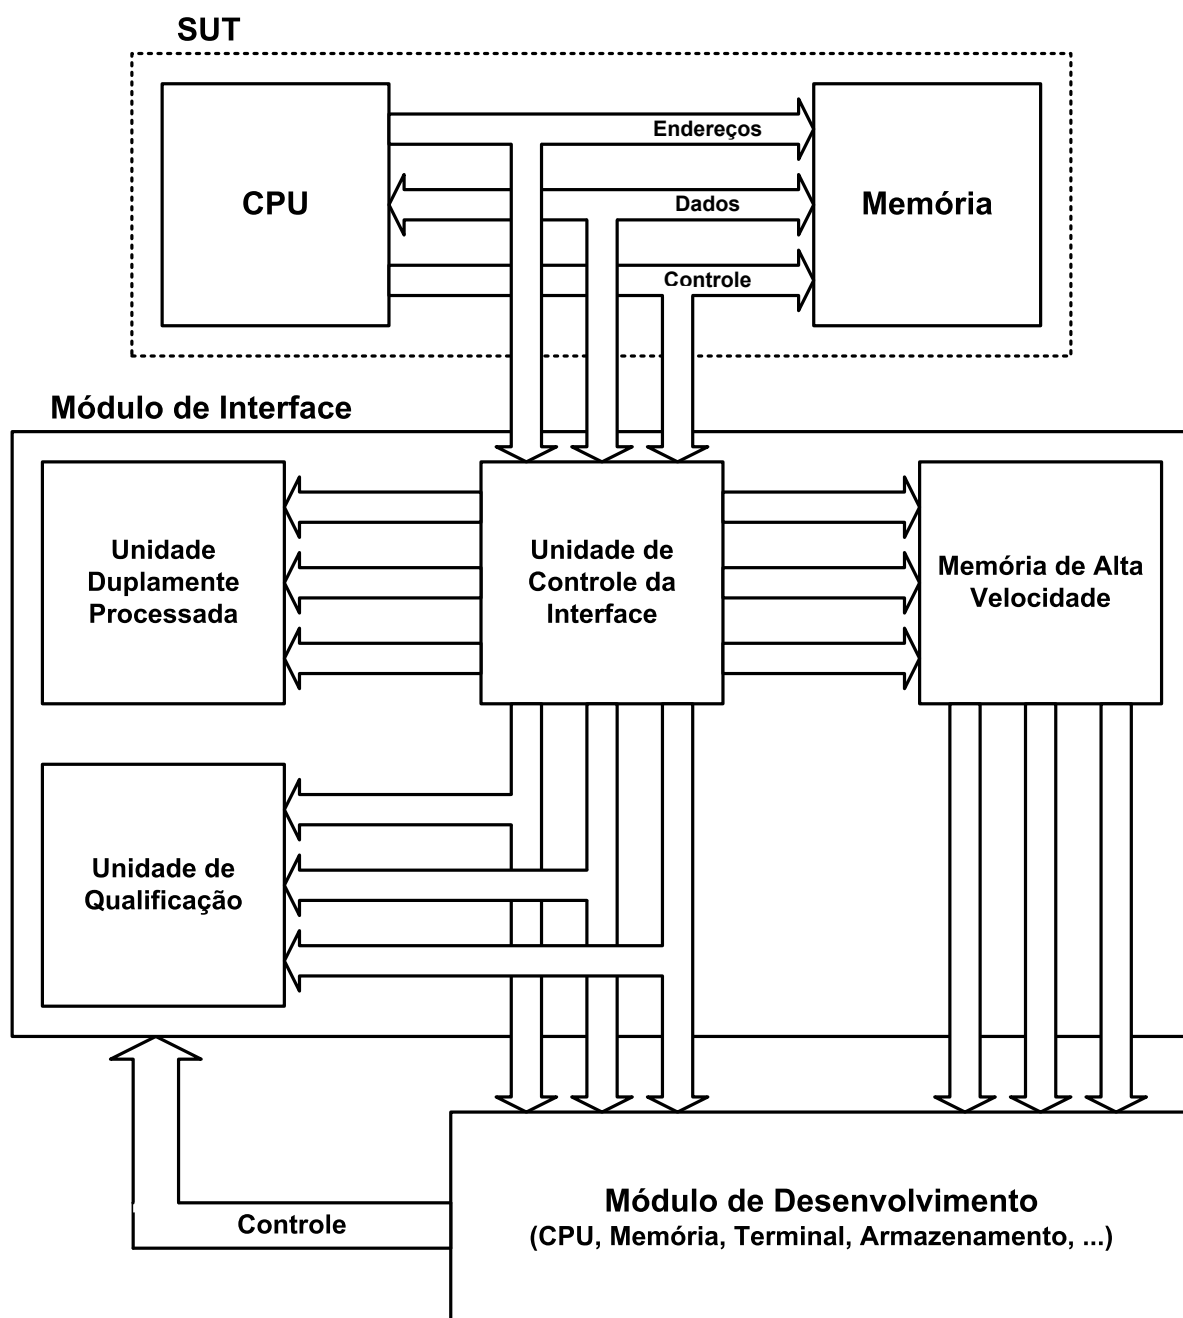 SUT
Endereços
CPU
Dados
Memória
Controle
Módulo de Interface
Unidade
Duplamente
Processada
Unidade de
Controle da
Interface
Memória de Alta
Velocidade
Unidade de
Qualificação
Módulo de Desenvolvimento
(CPU, Memória, Terminal, Armazenamento, ...)
Controle